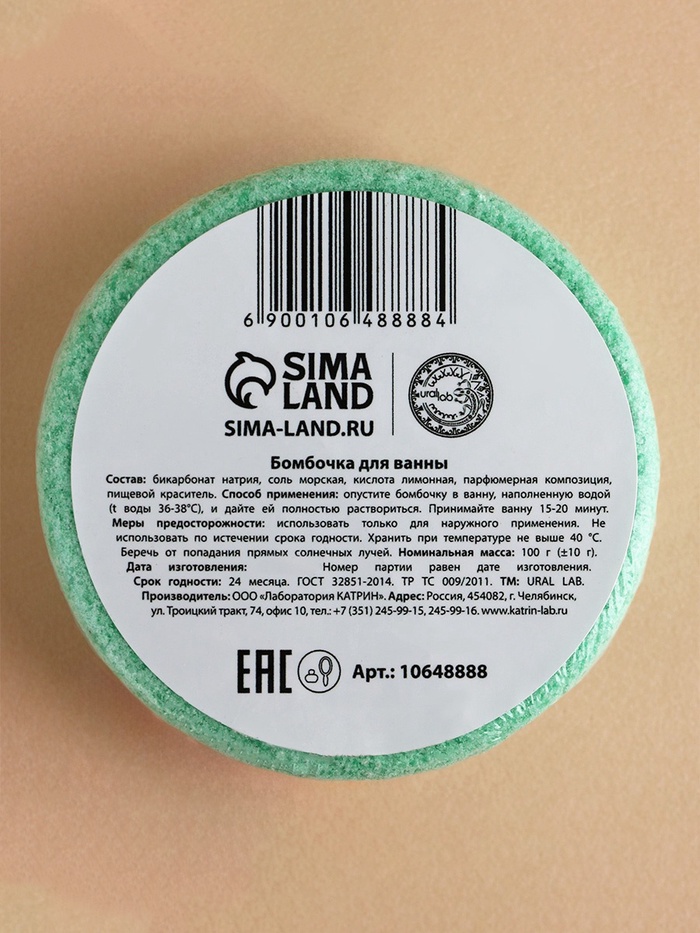 6 900106 488884
SIMA
LAND
SIMA-LAND.RU
ural lab
Бомбочка для ванны
Состав: бикарбонат натрия, соль морская, кислота лимонная, парфюмерная композиция,
пищевой краситель. Способ применения: опустите бомбочку в ванну, наполненную водой
(t воды 36-38°С), и дайте ей полностью раствориться. Принимайте ванну 15-20 минут.
Меры предосторожности: использовать только для наружного применения. Не
использовать по истечении срока годности. Хранить при температуре не выше 40 °С.
Беречь от попадания прямых солнечных лучей. Номинальная масса: 100 г (±10 г).
Дата изготовления: Номер партии равен дате изготовления.
Срок годности: 24 месяца. ГОСТ 32851-2014. ТР ТС 009/2011. ТМ: URAL LAB.
Производитель: ООО «Лаборатория КАТРИН». Адрес: Россия, 454082, г. Челябинск,
ул. Троицкий тракт, 74, офис 10, тел.: +7 (351) 245-99-15, 245-99-16. www.katrin-lab.ru
EAC Арт.: 10648888